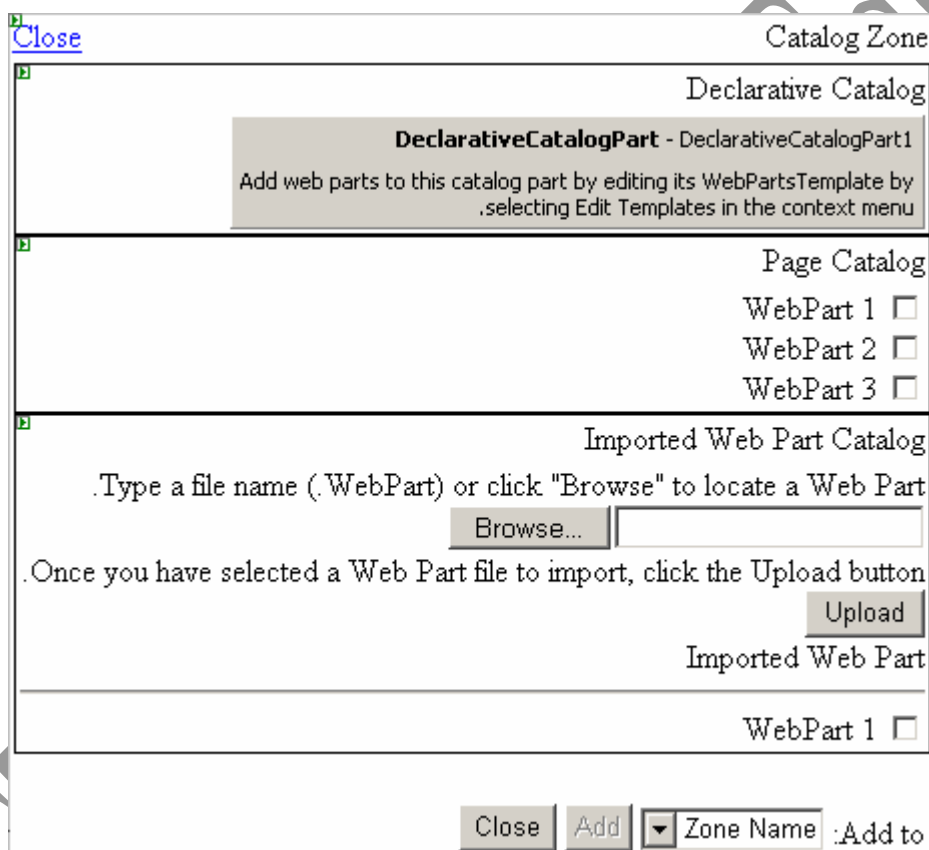 Close Catalog Zone
Declarative Catalog
DeclarativeCatalogPart - DeclarativeCatalogPart1
Add web parts to this catalog part by editing its WebPartsTemplate by
.selecting Edit Templates in the context menu
Page Catalog
WebPart 1
WebPart 2
WebPart 3
Imported Web Part Catalog
.Type a file name (.WebPart) or click "Browse" to locate a Web Part
Browse...
.Once you have selected a Web Part file to import, click the Upload button
Upload
Imported Web Part
WebPart 1
Close Add Zone Name :Add to